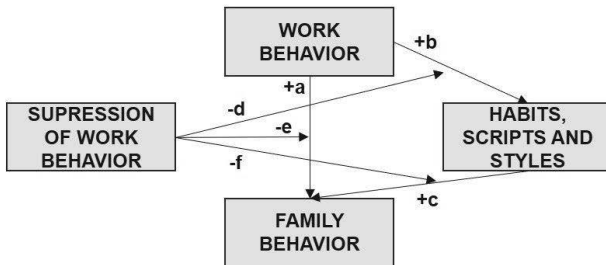 WORK
BEHAVIOR
+b
+a
SUPRESSION
OF WORK
BEHAVIOR
-d
-e
-f
HABITS,
SCRIPTS AND
STYLES
+c
FAMILY
BEHAVIOR